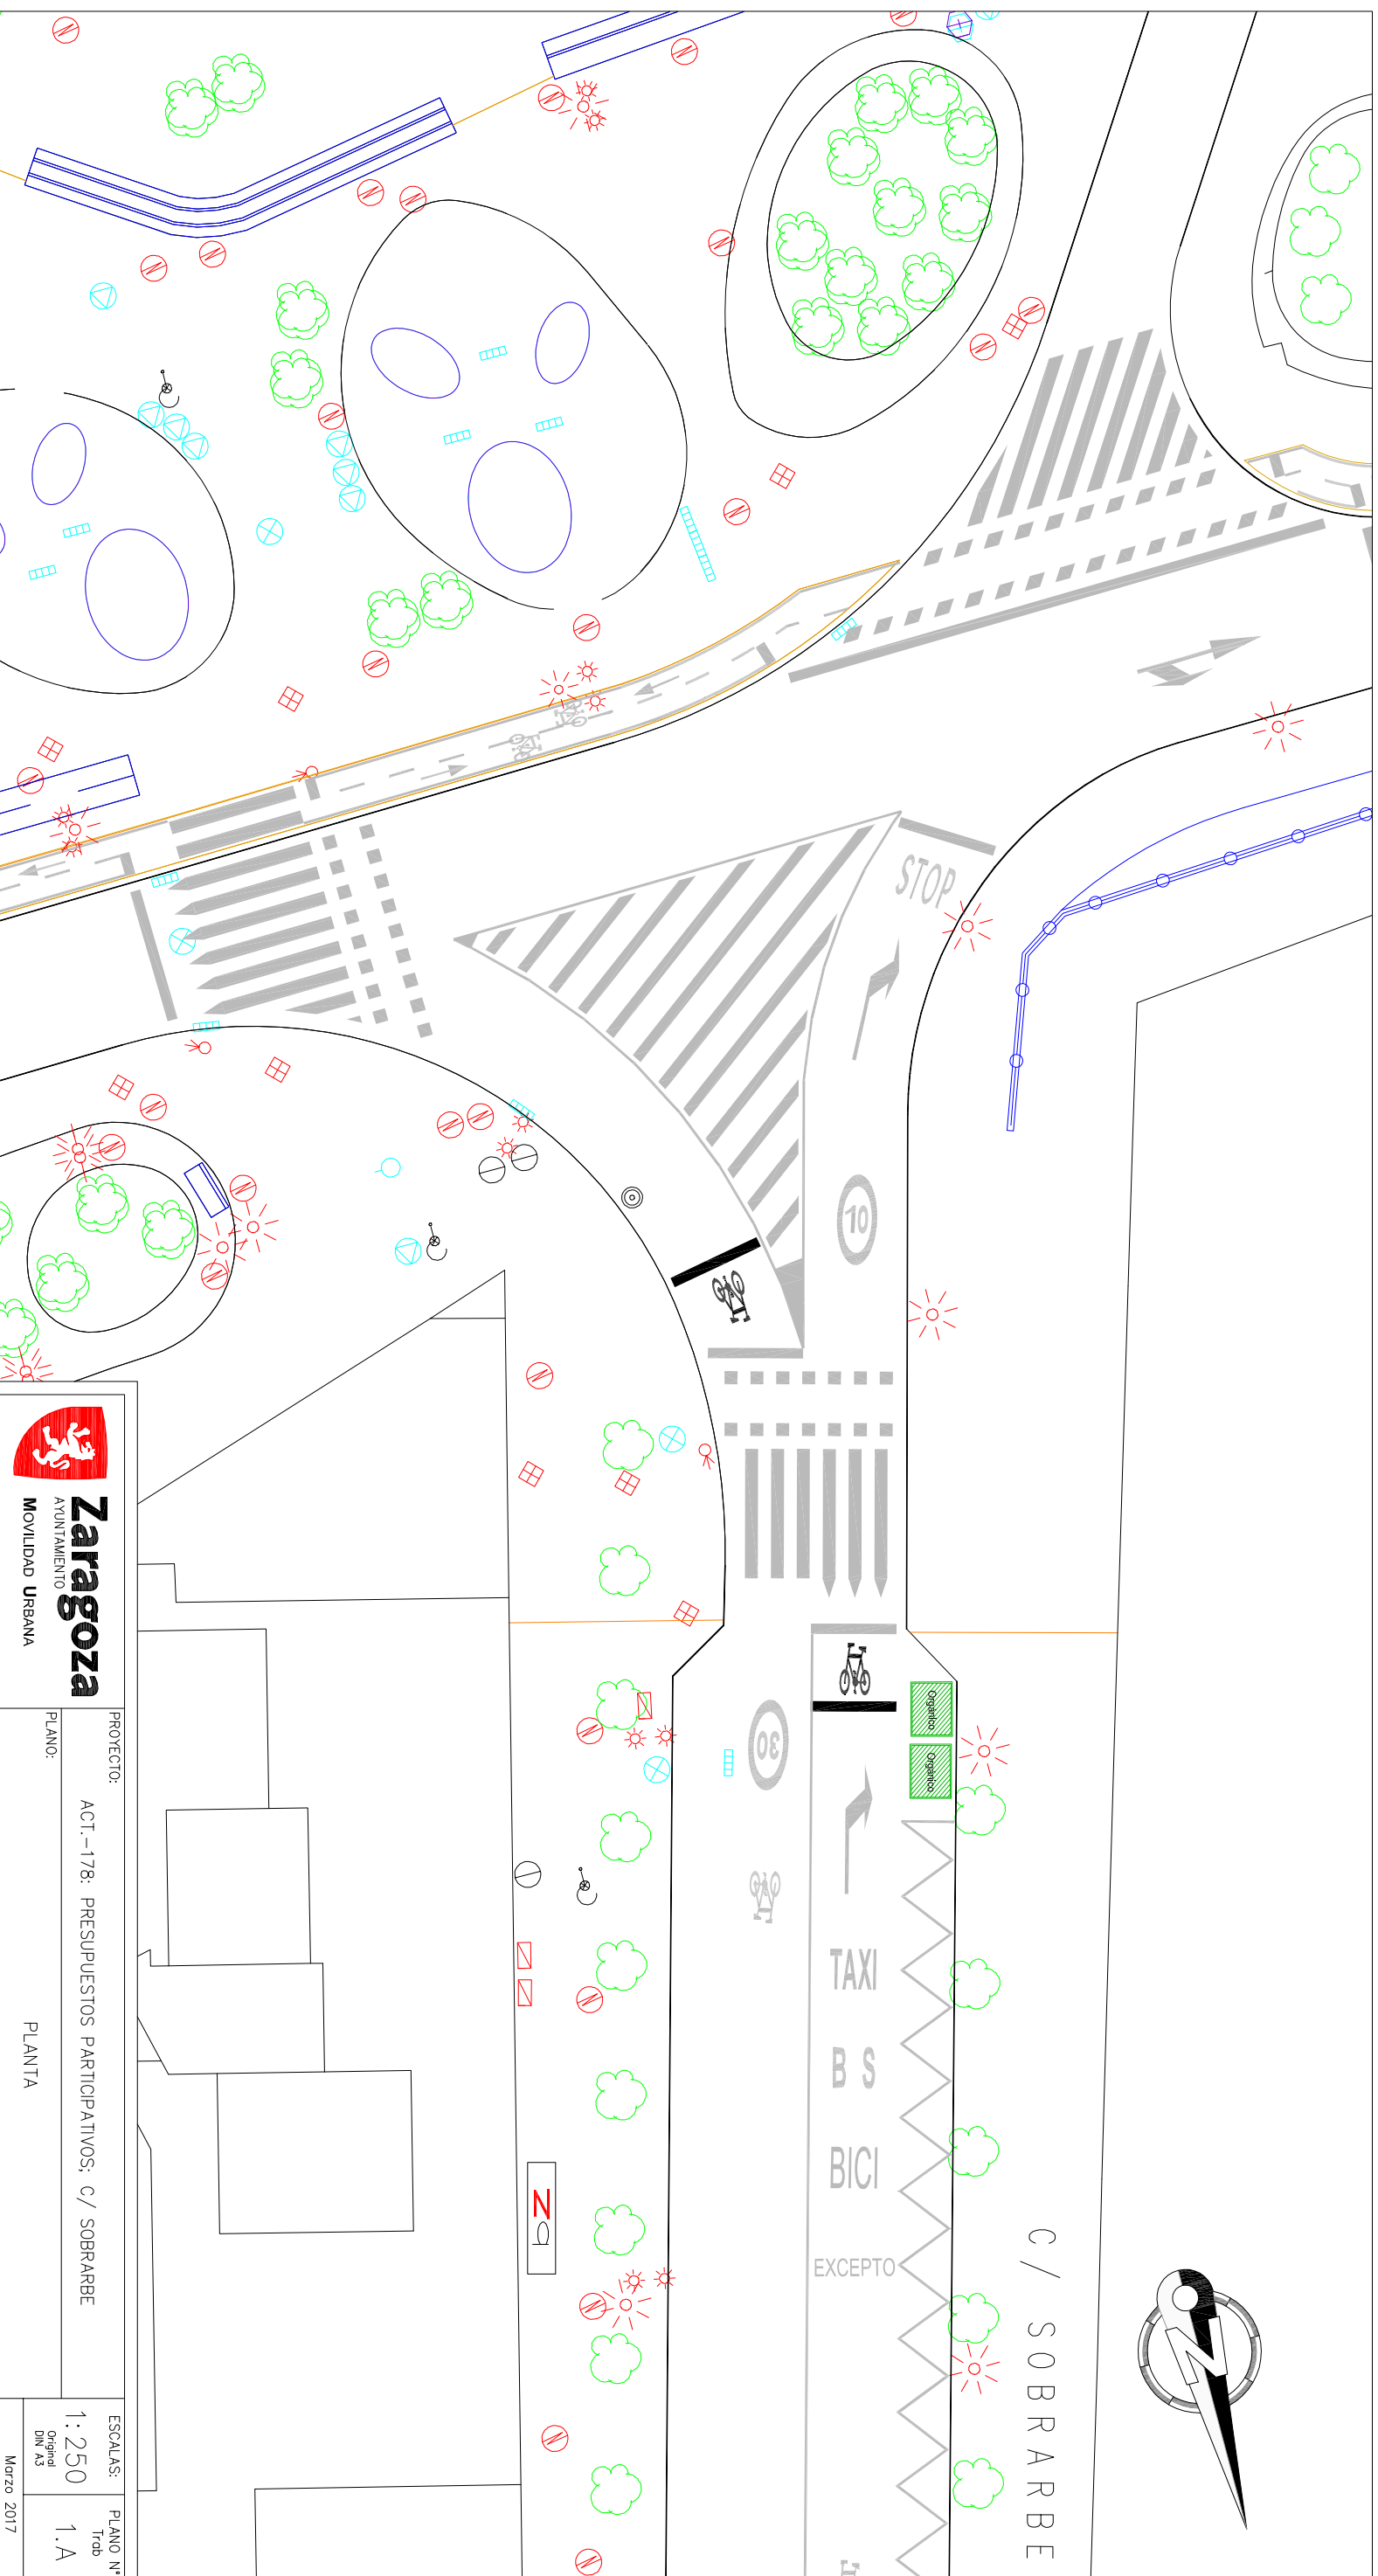 STOP
10
Orgánico
Orgánico
30
TAXI
B S
BICI
EXCEPTO
C/ SOBRARBE
N
N
Zaragoza
AYUNTAMIENTO
MOVILIDAD URBANA
PROYECTO:
ACT.-178: PRESUPUESTOS PARTICIPATIVOS; C/ SOBRARBE
PLANO:
PLANTA
ESCALAS:
1:250
Original
DIN A3
PLANO Nº
Trab
1.A
Marzo 2017